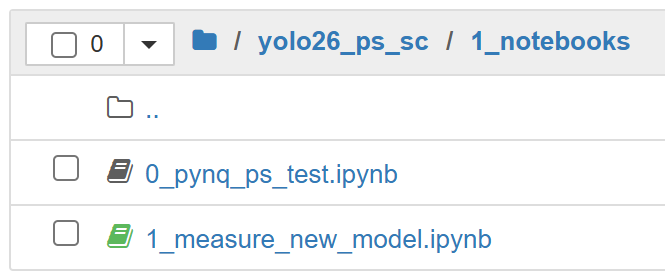 0 / yolo26_ps_sc / 1_notebooks
..
0_pynq_ps_test.ipynb
1_measure_new_model.ipynb